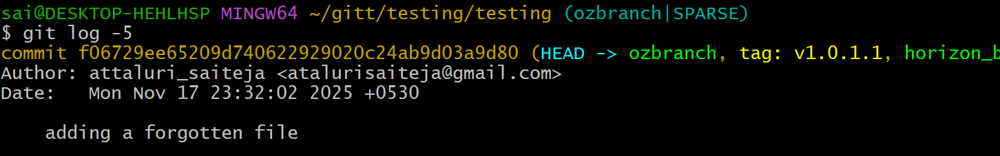 sai@DESKTOP-HEHLHSP MINGW64 ~/gitt/testing/testing (ozbranch|SPARSE)
$ git log -5
commit f06729ee65209d740622929020c24ab9d03a9d80 (HEAD -> ozbranch, tag: v1.0.1.1, horizon_b
Author: attaluri_saiteja <atalurisaiteja@gmail.com>
Date:   Mon Nov 17 23:32:02 2025 +0530
    adding a forgotten file